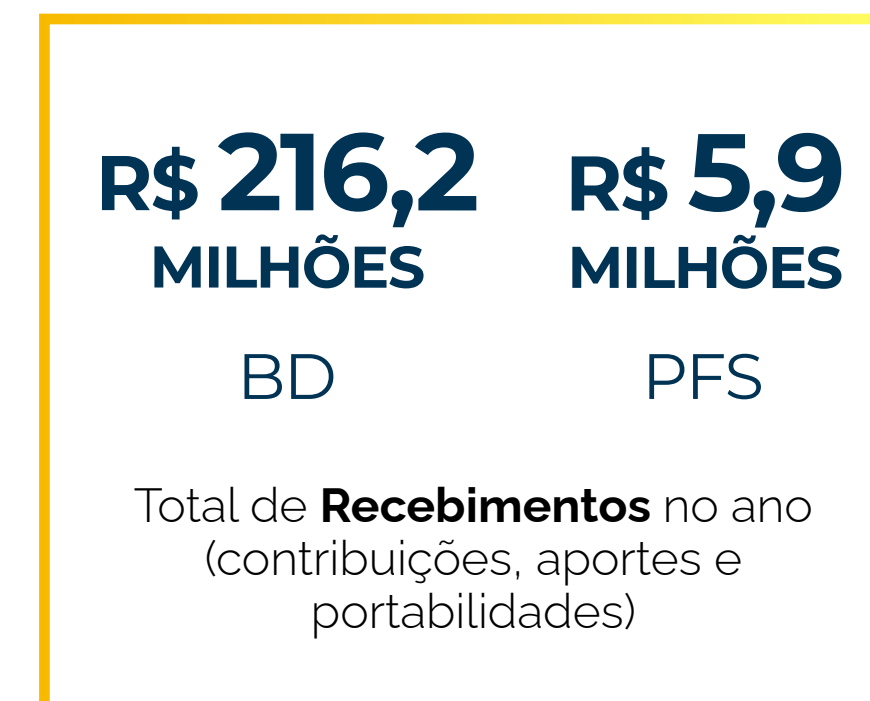 R$ 216,2 R$ 5,9
MILHÕES MILHÕES
BD PFS
Total de Recebimentos no ano
(contribuições, aportes e
portabilidades)